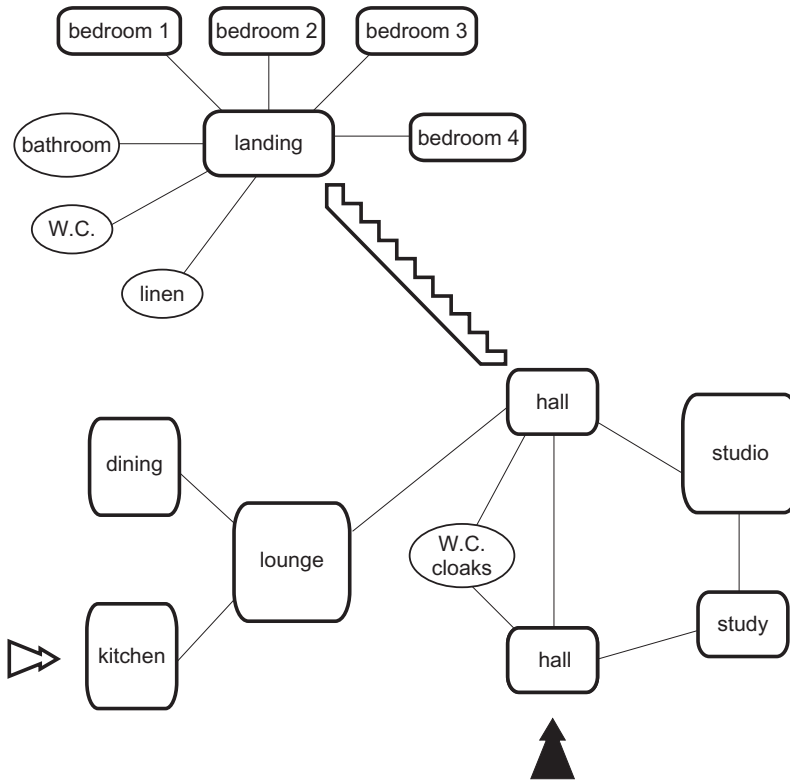 bedroom 1
bedroom 2
bedroom 3
bathroom
landing
bedroom 4
W.C.
linen
hall
dining
studio
lounge
W.C.
cloaks
kitchen
hall
study